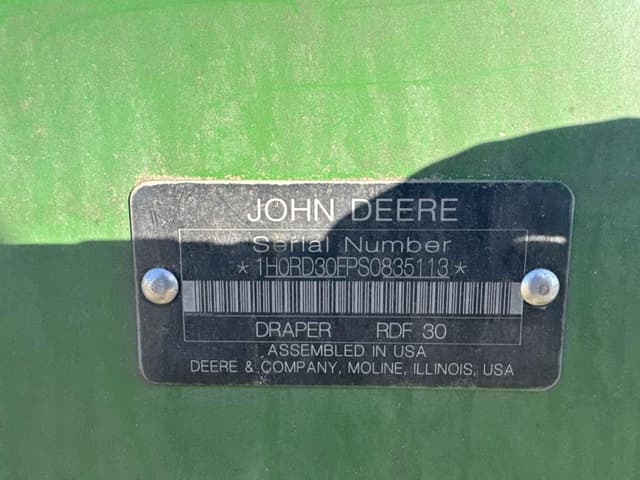 JOHN DEERE
Serial Number
*1H0RD30FPS0835113*
DRAPER RDF 30
ASSEMBLED IN USA
DEERE & COMPANY, MOLINE, ILLINOIS, USA